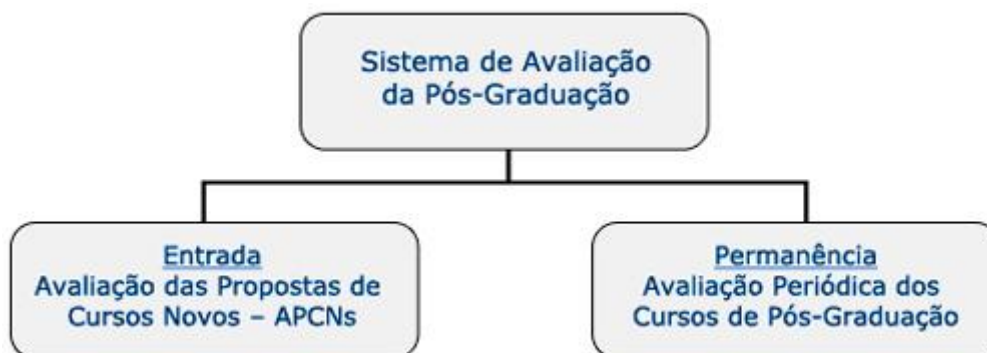 Sistema de Avaliação
da Pós-Graduação
Entrada
Avaliação das Propostas de
Cursos Novos – APCNs
Permanência
Avaliação Periódica dos
Cursos de Pós-Graduação